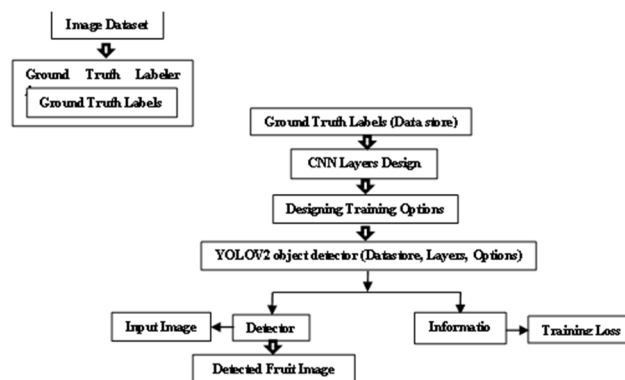 Image Dataset
Ground Truth Labeler
Ground Truth Labels
Ground Truth Labels (Data store)
CNN Layers Design
Designing Training Options
YOLOV2 object detector (Datastore, Layers, Options)
Input Image
Detector
Informatio
Training Loss
Detected Fruit Image